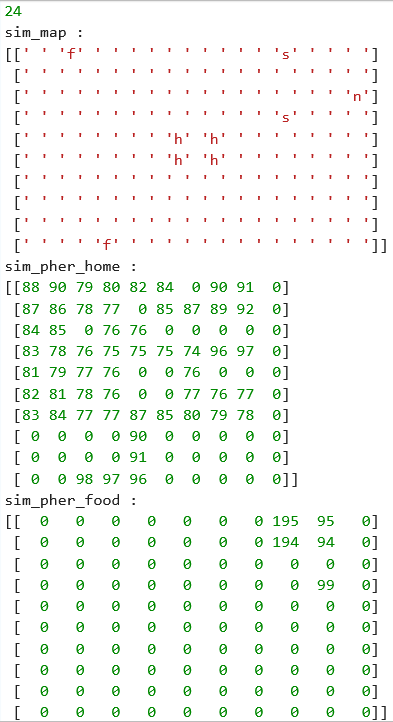 24
sim_map :
[[' ' 'f' ' ' ' ' ' ' ' ' ' ' 's' ' ' ' ']
[' ' ' ' ' ' ' ' ' ' ' ' ' ' ' ' ' ' ' ']
[' ' ' ' ' ' ' ' ' ' ' ' ' ' ' ' ' ' 'n']
[' ' ' ' ' ' ' ' ' ' ' ' ' ' 's' ' ' ' ']
[' ' ' ' ' ' ' ' 'h' 'h' ' ' ' ' ' ' ' ']
[' ' ' ' ' ' ' ' 'h' 'h' ' ' ' ' ' ' ' ']
[' ' ' ' ' ' ' ' ' ' ' ' ' ' ' ' ' ' ' ']
[' ' ' ' ' ' ' ' ' ' ' ' ' ' ' ' ' ' ' ']
[' ' ' ' ' ' ' ' ' ' ' ' ' ' ' ' ' ' ' ']
[' ' ' ' 'f' ' ' ' ' ' ' ' ' ' ' ' ' ' ']]
sim_pher_home :
[[88 90 79 80 82 84 0 90 91 0]
[87 86 78 77 0 85 87 89 92 0]
[84 85 0 76 76 0 0 0 0 0]
[83 78 76 75 75 75 74 96 97 0]
[81 79 77 76 0 0 76 0 0 0]
[82 81 78 76 0 0 77 76 77 0]
[83 84 77 77 87 85 80 79 78 0]
[ 0 0 0 0 90 0 0 0 0 0]
[ 0 0 0 0 91 0 0 0 0 0]
[ 0 0 98 97 96 0 0 0 0 0]]
sim_pher_food :
[[ 0 0 0 0 0 0 0 195 95 0]
[ 0 0 0 0 0 0 0 194 94 0]
[ 0 0 0 0 0 0 0 0 0 0]
[ 0 0 0 0 0 0 0 0 99 0]
[ 0 0 0 0 0 0 0 0 0 0]
[ 0 0 0 0 0 0 0 0 0 0]
[ 0 0 0 0 0 0 0 0 0 0]
[ 0 0 0 0 0 0 0 0 0 0]
[ 0 0 0 0 0 0 0 0 0 0]
[ 0 0 0 0 0 0 0 0 0 0]]